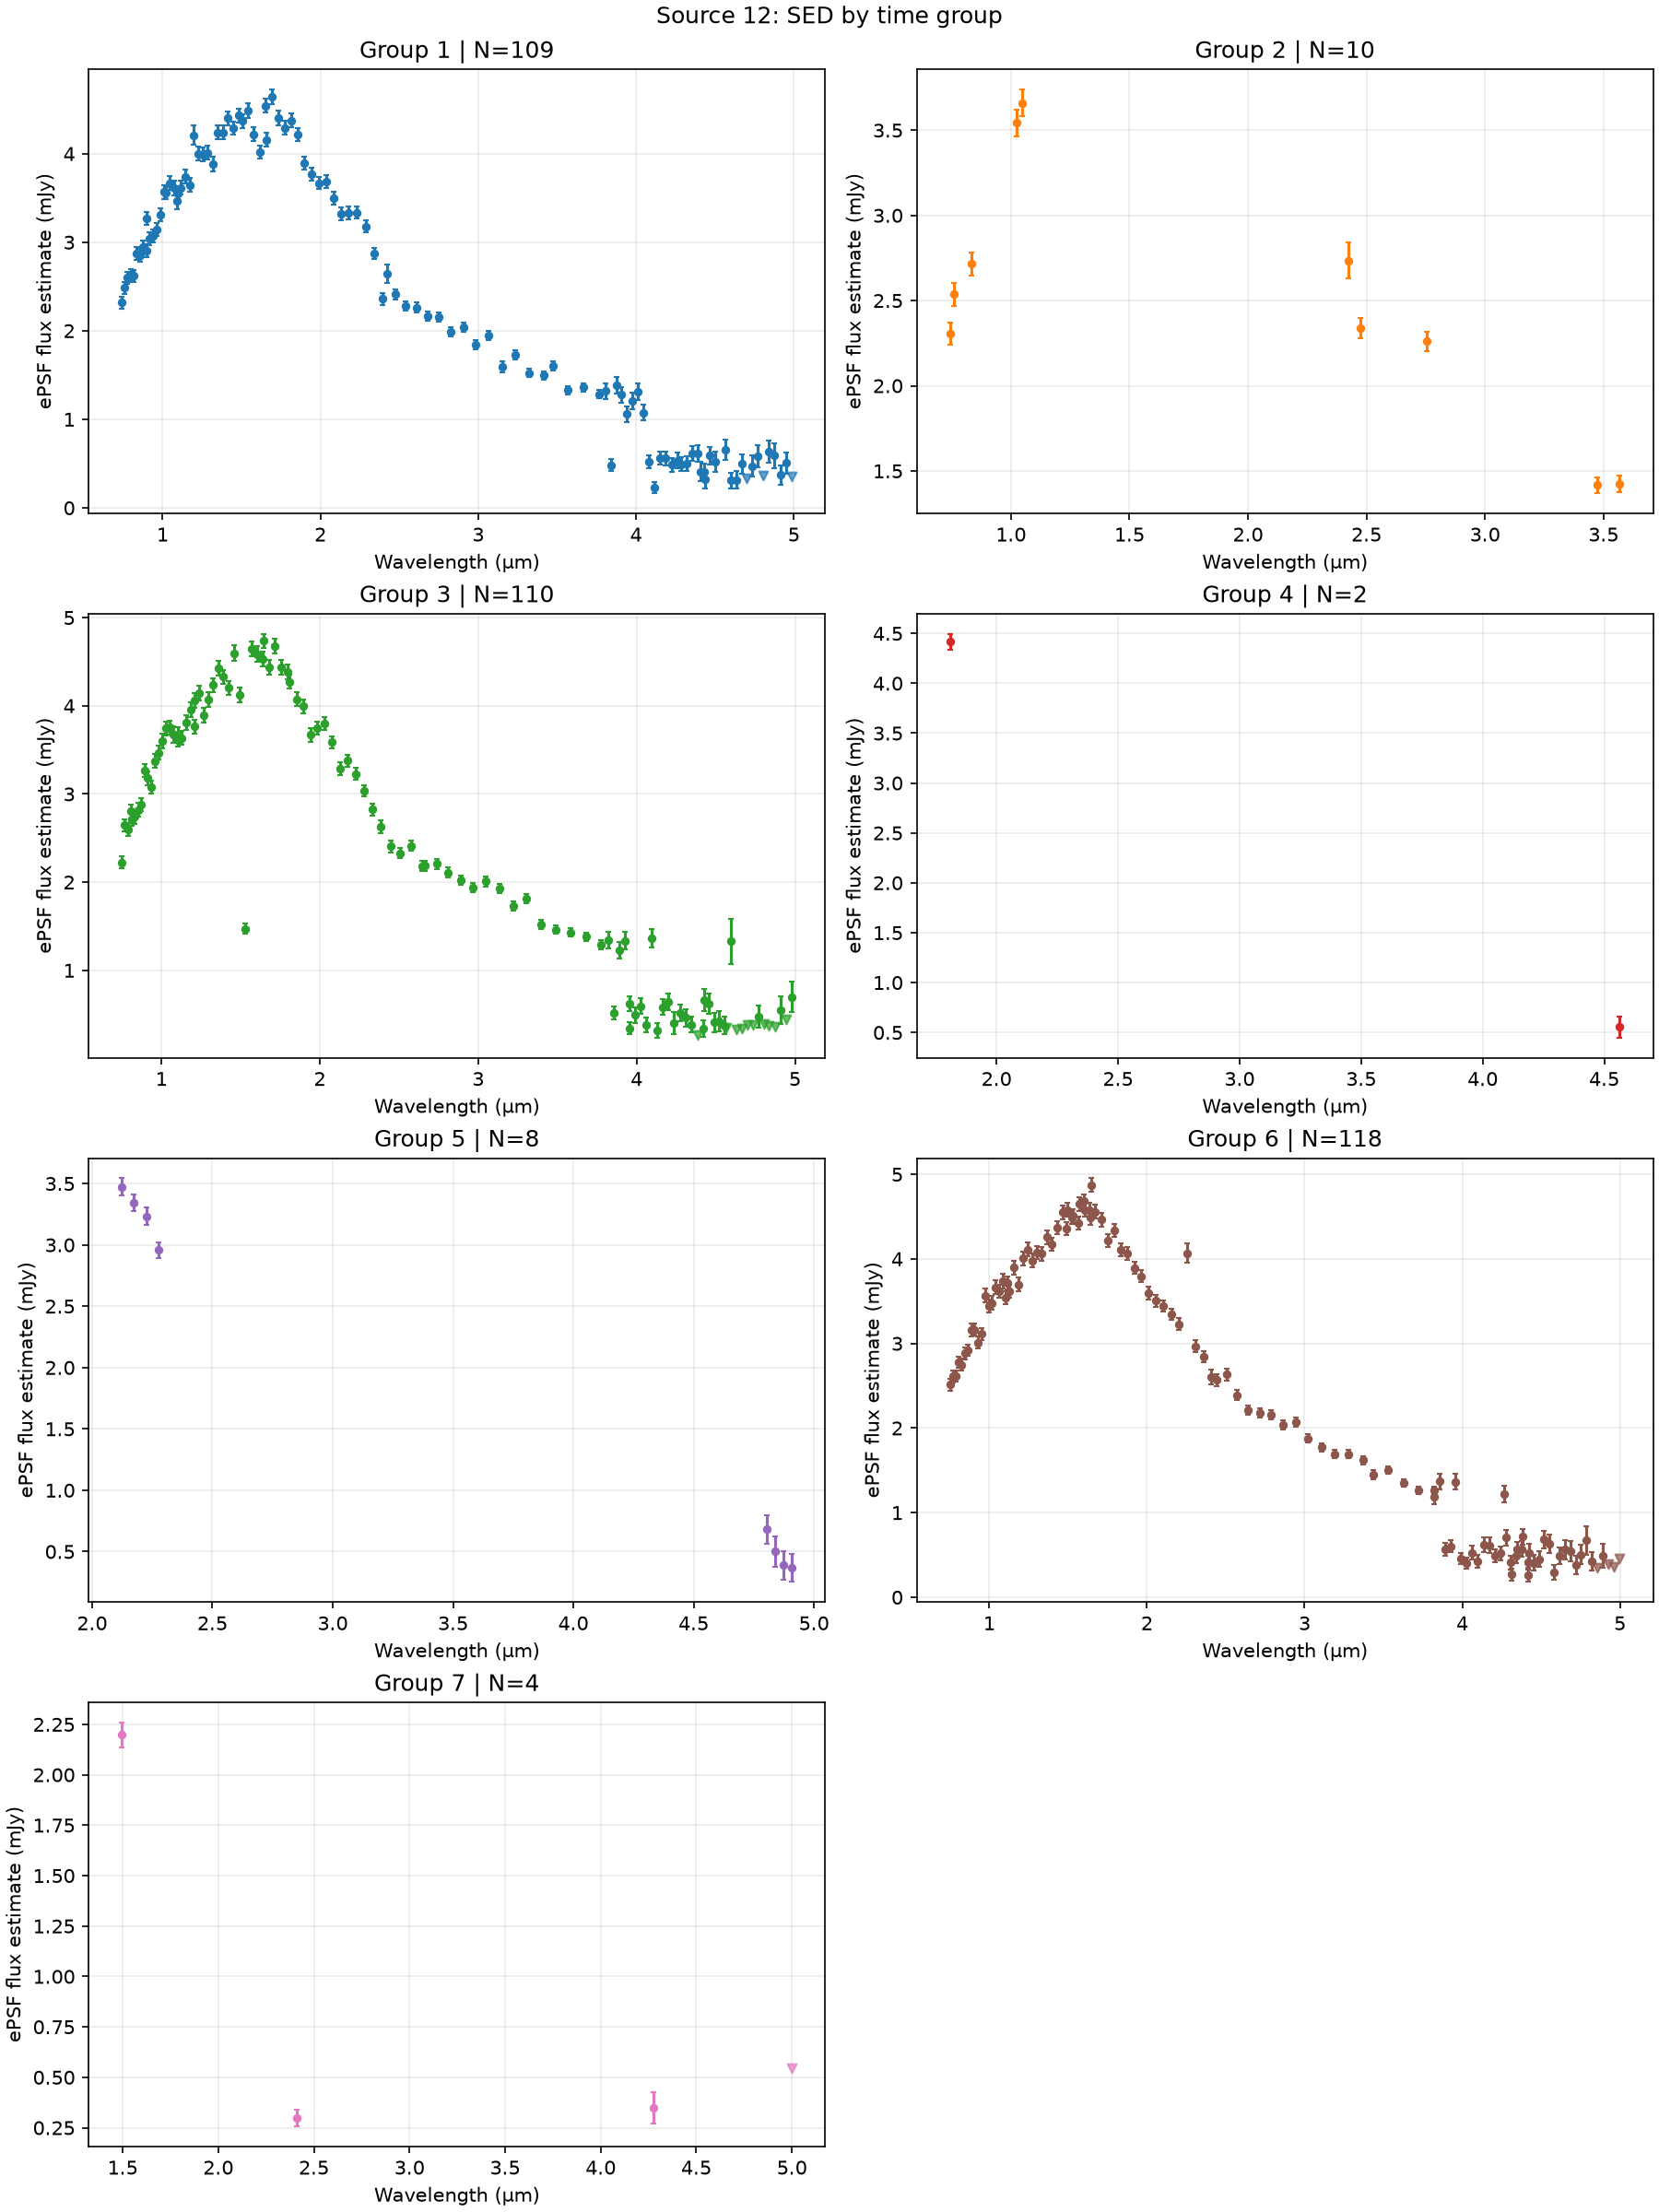 Source 12: SED by time group
Group 1 | N=109
ePSF flux estimate (mJy)
4
3
2
1
0
1 2 3 4 5
Wavelength (µm)
Group 2 | N=10
ePSF flux estimate (mJy)
3.5
3.0
2.5
2.0
1.5
1.0 1.5 2.0 2.5 3.0 3.5
Wavelength (µm)
Group 3 | N=110
ePSF flux estimate (mJy)
5
4
3
2
1
1 2 3 4 5
Wavelength (µm)
Group 4 | N=2
ePSF flux estimate (mJy)
4.5
4.0
3.5
3.0
2.5
2.0
1.5
1.0
0.5
2.0 2.5 3.0 3.5 4.0 4.5
Wavelength (µm)
Group 5 | N=8
ePSF flux estimate (mJy)
3.5
3.0
2.5
2.0
1.5
1.0
0.5
2.0 2.5 3.0 3.5 4.0 4.5 5.0
Wavelength (µm)
Group 6 | N=118
ePSF flux estimate (mJy)
5
4
3
2
1
0
1 2 3 4 5
Wavelength (µm)
Group 7 | N=4
ePSF flux estimate (mJy)
2.25
2.00
1.75
1.50
1.25
1.00
0.75
0.50
0.25
1.5 2.0 2.5 3.0 3.5 4.0 4.5 5.0
Wavelength (µm)